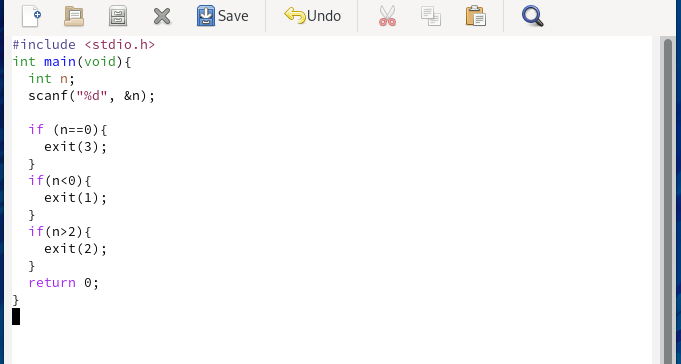 Save Undo
#include <stdio.h>
int main(void){
  int n;
  scanf("%d", &n);

  if (n==0){
    exit(3);
  }
  if(n<0){
    exit(1);
  }
  if(n>2){
    exit(2);
  }
  return 0;
}